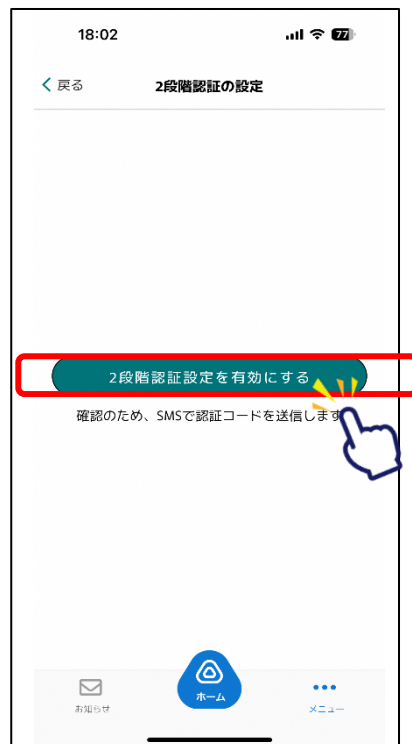 18:02
77
戻る
2段階認証の設定
2段階認証設定を有効にする
確認のため、SMSで認証コードを送信します
お知らせ
ホーム
メニュー